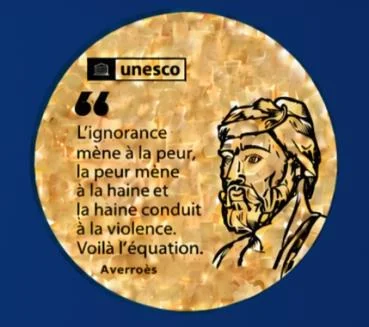 unesco
“
L’ignorance
mène à la peur,
la peur mène
à la haine et
la haine conduit
à la violence.
Voilà l’équation.
Averroès